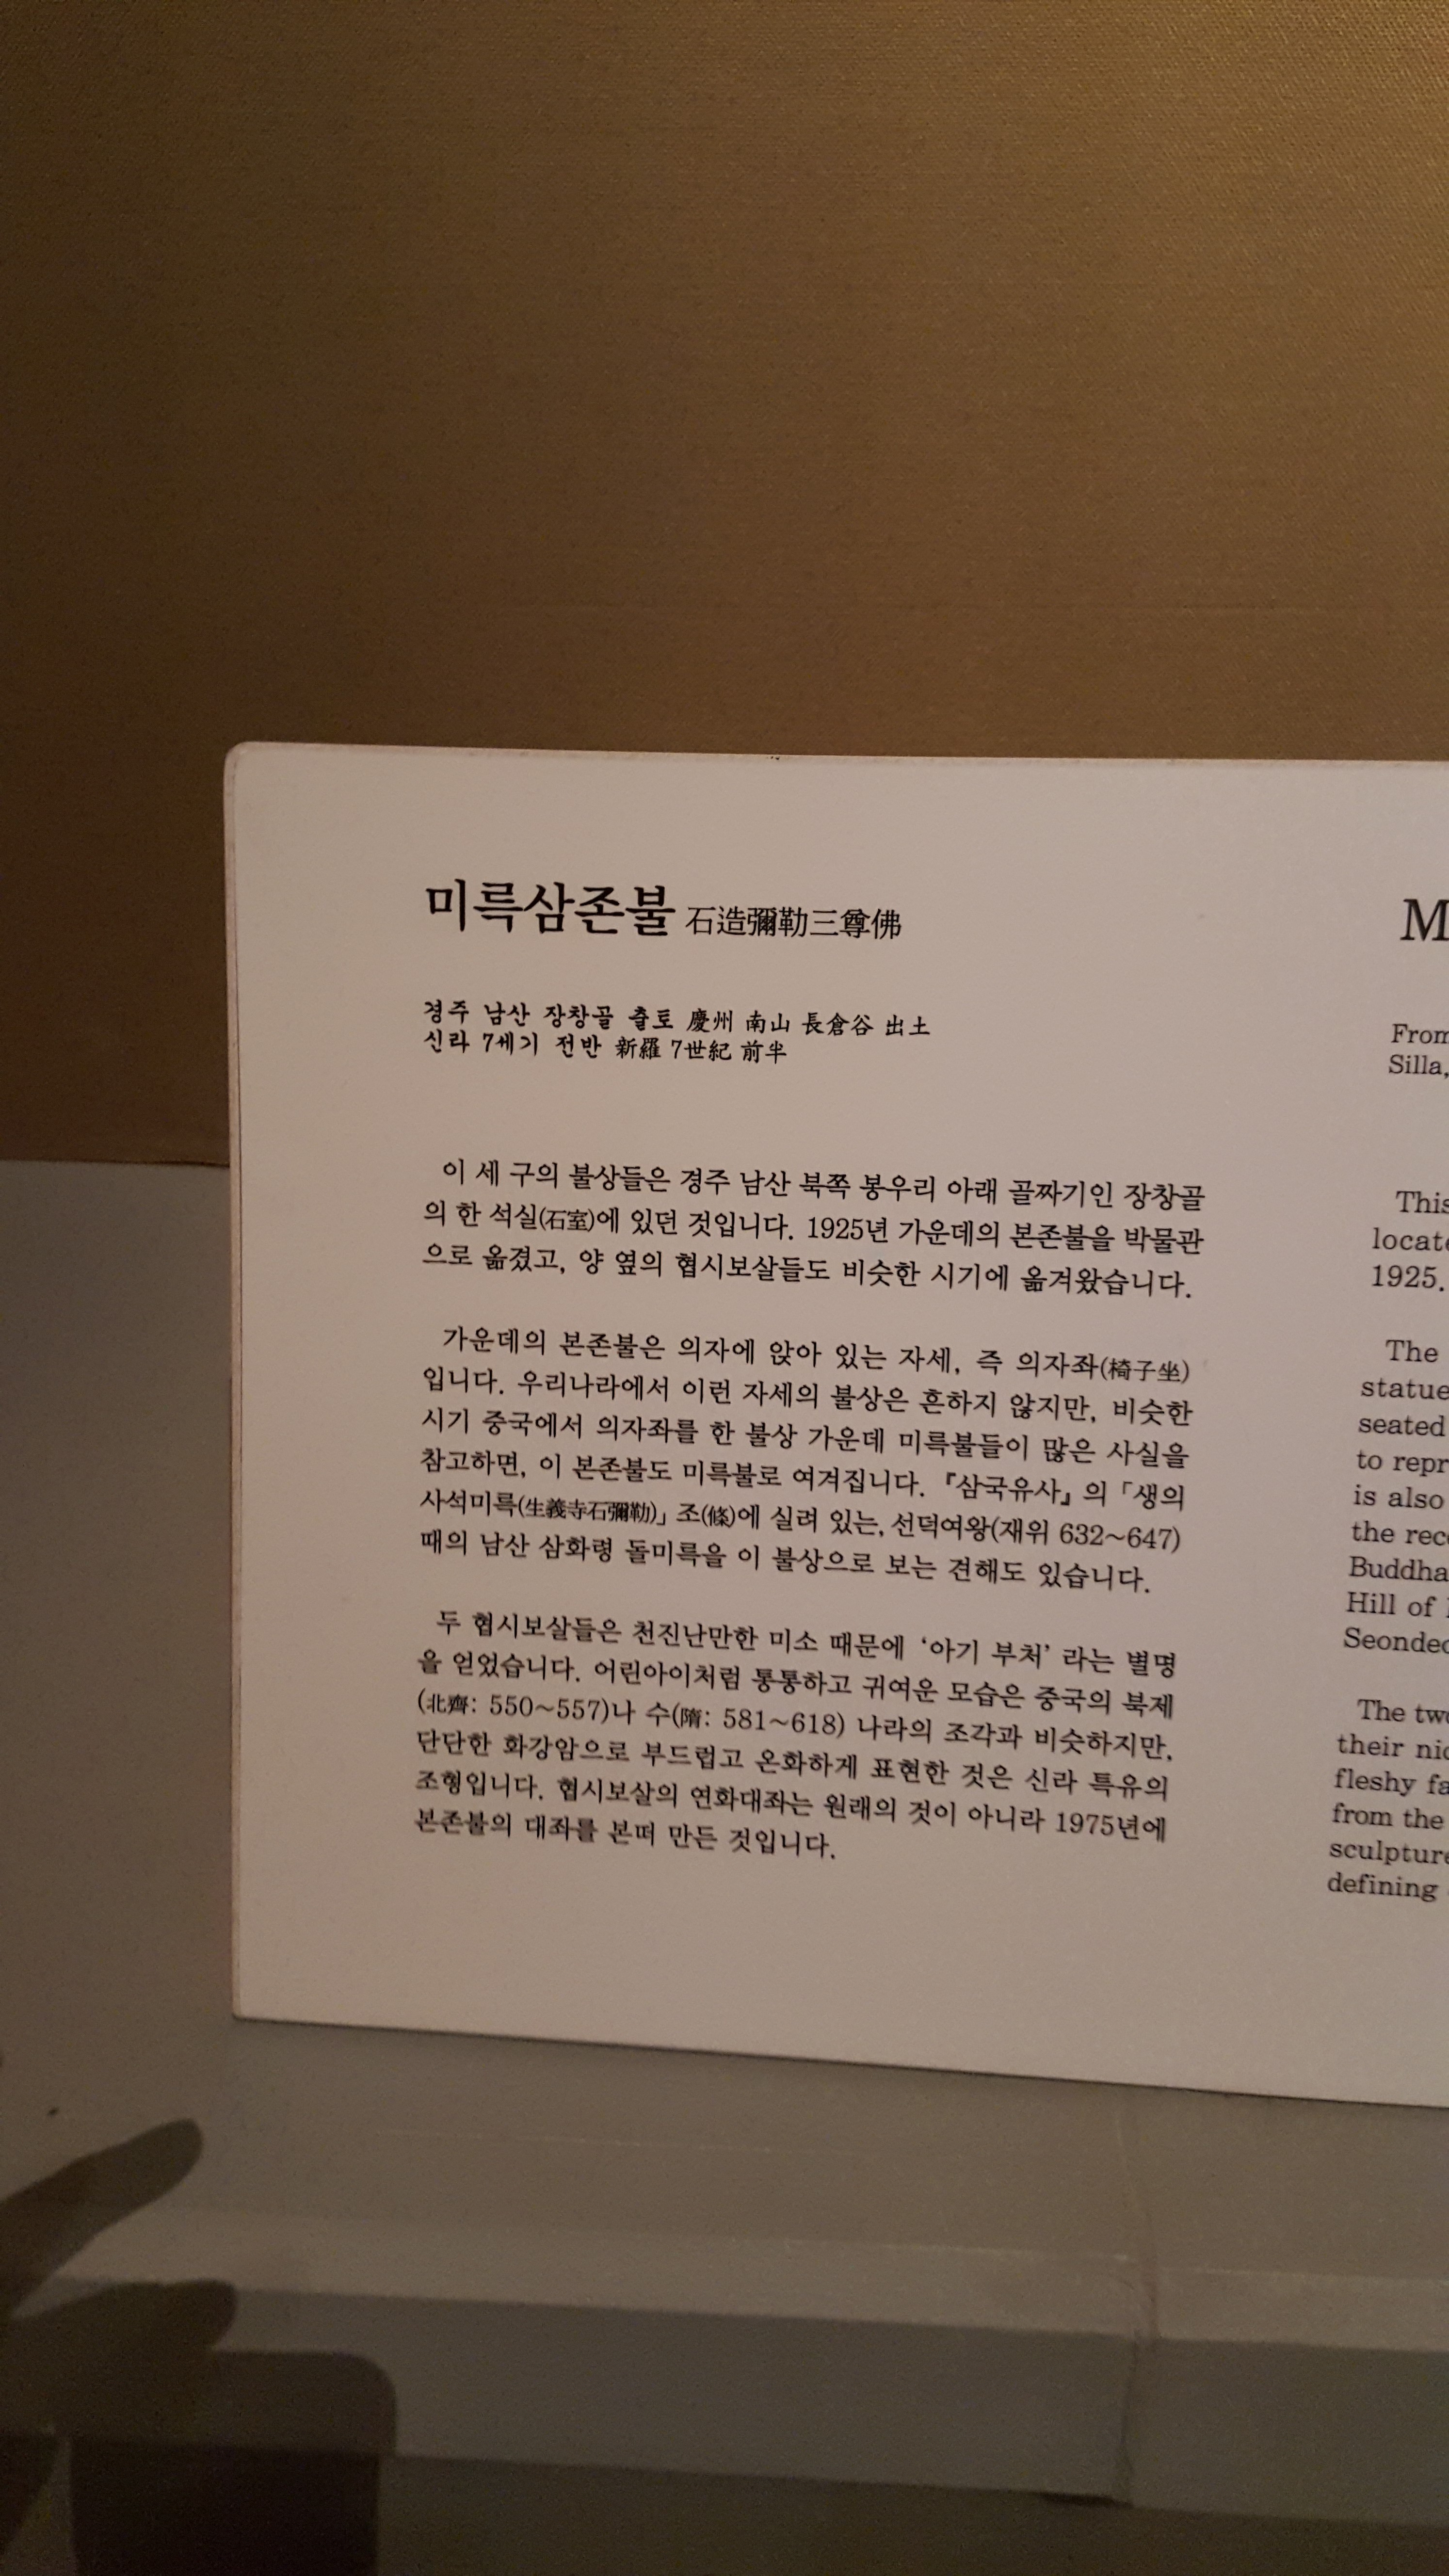 미륵삼존불 石造彌勒三尊佛
경주 남산 장창골 출토 慶州 南山 長倉谷 出土
신라 7세기 전반 新羅 7世紀 前半
이 세 구의 불상들은 경주 남산 북쪽 봉우리 아래 골짜기인 장창골
의 한 석실(石室)에 있던 것입니다. 1925년 가운데의 본존불을 박물관
으로 옮겼고, 양 옆의 협시보살들도 비슷한 시기에 옮겨왔습니다.
가운데의 본존불은 의자에 앉아 있는 자세, 즉 의자좌(椅子坐)
입니다. 우리나라에서 이런 자세의 불상은 흔하지 않지만, 비슷한
시기 중국에서 의자좌를 한 불상 가운데 미륵불들이 많은 사실을
참고하면, 이 본존불도 미륵불로 여겨집니다. 『삼국유사』의 「생의
사석미륵(生義寺石彌勒)」조(條)에 실려 있는, 선덕여왕(재위 632~647)
때의 남산 삼화령 돌미륵을 이 불상으로 보는 견해도 있습니다.
두 협시보살들은 천진난만한 미소 때문에 ‘아기 부처’ 라는 별명
을 얻었습니다. 어린아이처럼 통통하고 귀여운 모습은 중국의 북제
(北齊: 550~557)나 수(隋: 581~618) 나라의 조각과 비슷하지만,
단단한 화강암으로 부드럽고 온화하게 표현한 것은 신라 특유의
조형입니다. 협시보살의 연화대좌는 원래의 것이 아니라 1975년에
본존불의 대좌를 본떠 만든 것입니다.
M
From
Silla,
This
locate
1925.
The
statue
seated
to repr
is also
the reco
Buddha
Hill of
Seondeo
The two
their nic
fleshy fa
from the
sculpture
defining